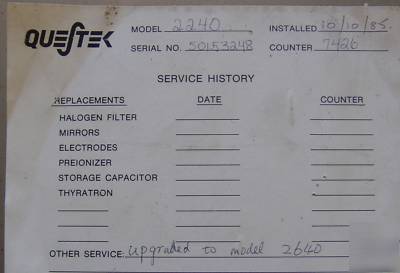 QUESTEK
MODEL 2240 INSTALLED 10/10/85
SERIAL NO. 50153248 COUNTER 7426
SERVICE HISTORY
REPLACEMENTS DATE COUNTER
HALOGEN FILTER
MIRRORS
ELECTRODES
PREIONIZER
STORAGE CAPACITOR
THYRATRON
OTHER SERVICE: upgraded to model 2640